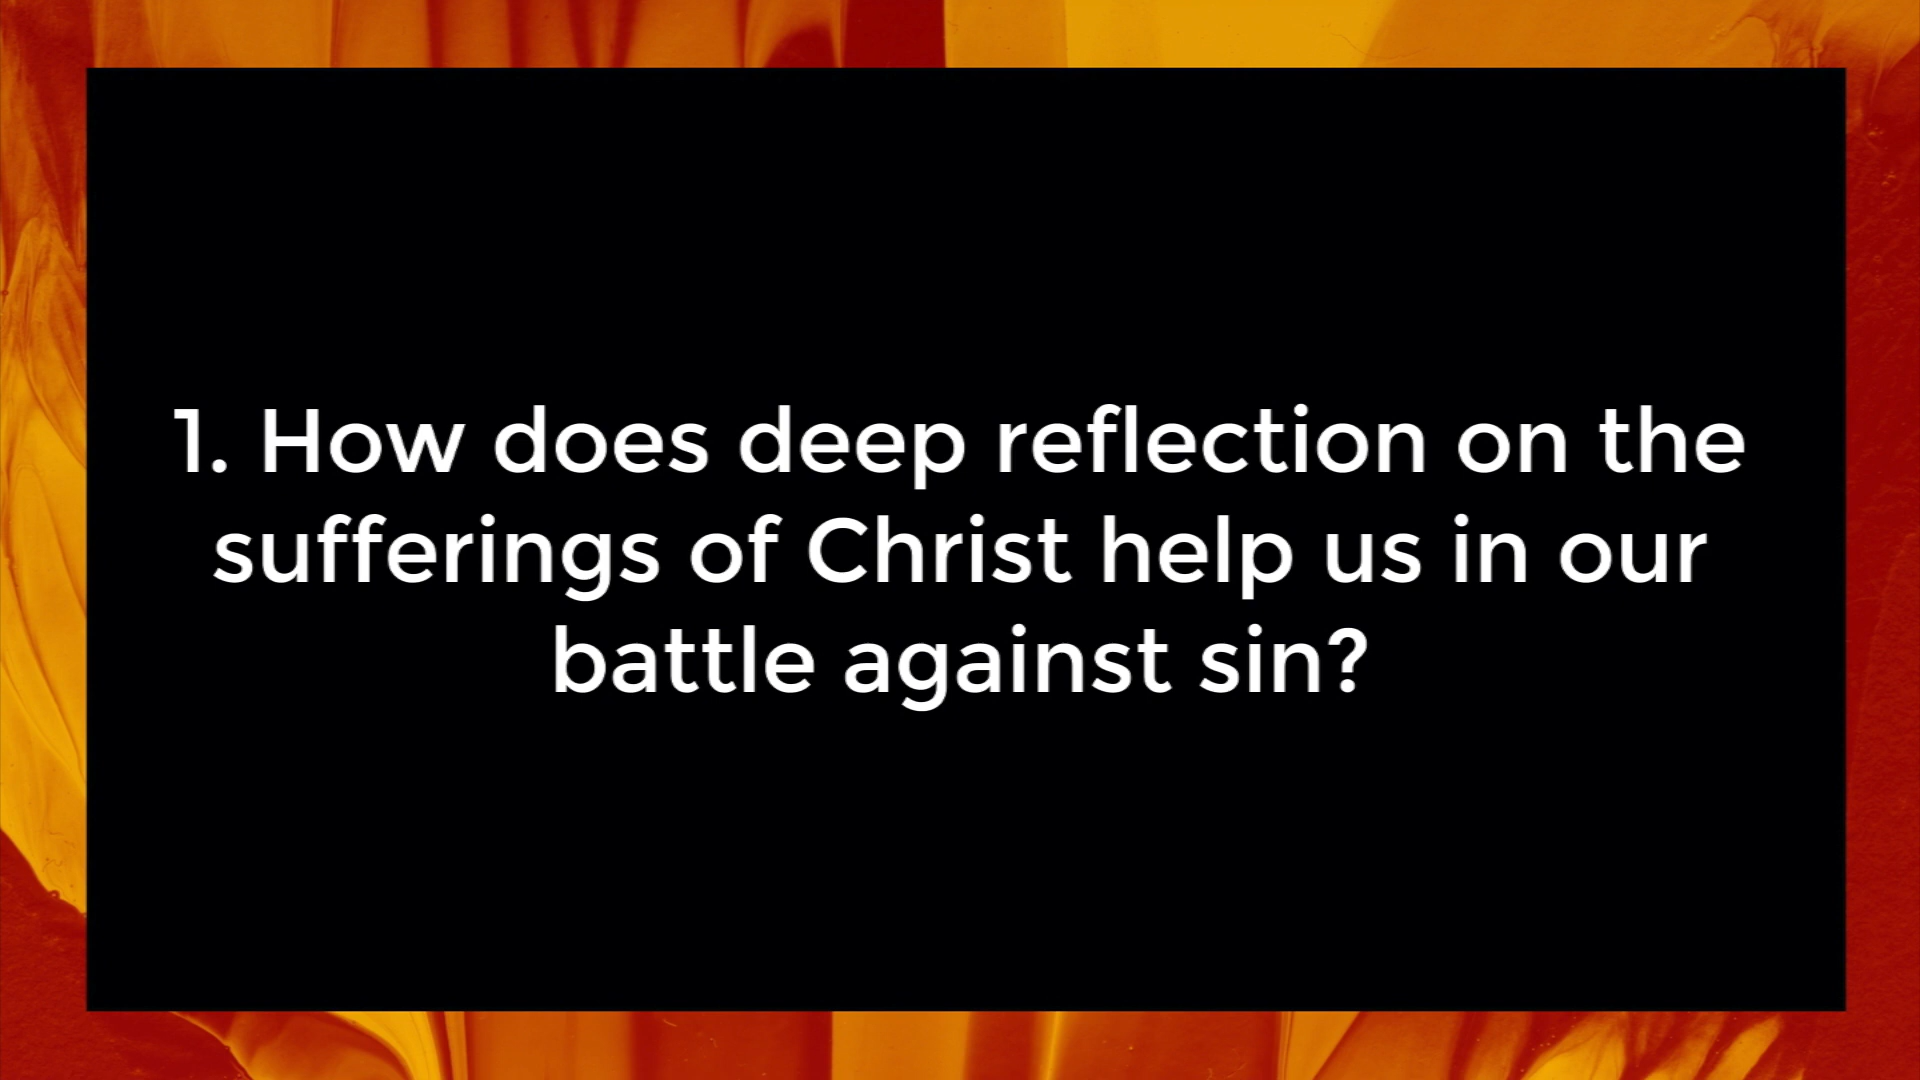 1. How does deep reflection on the
sufferings of Christ help us in our
battle against sin?